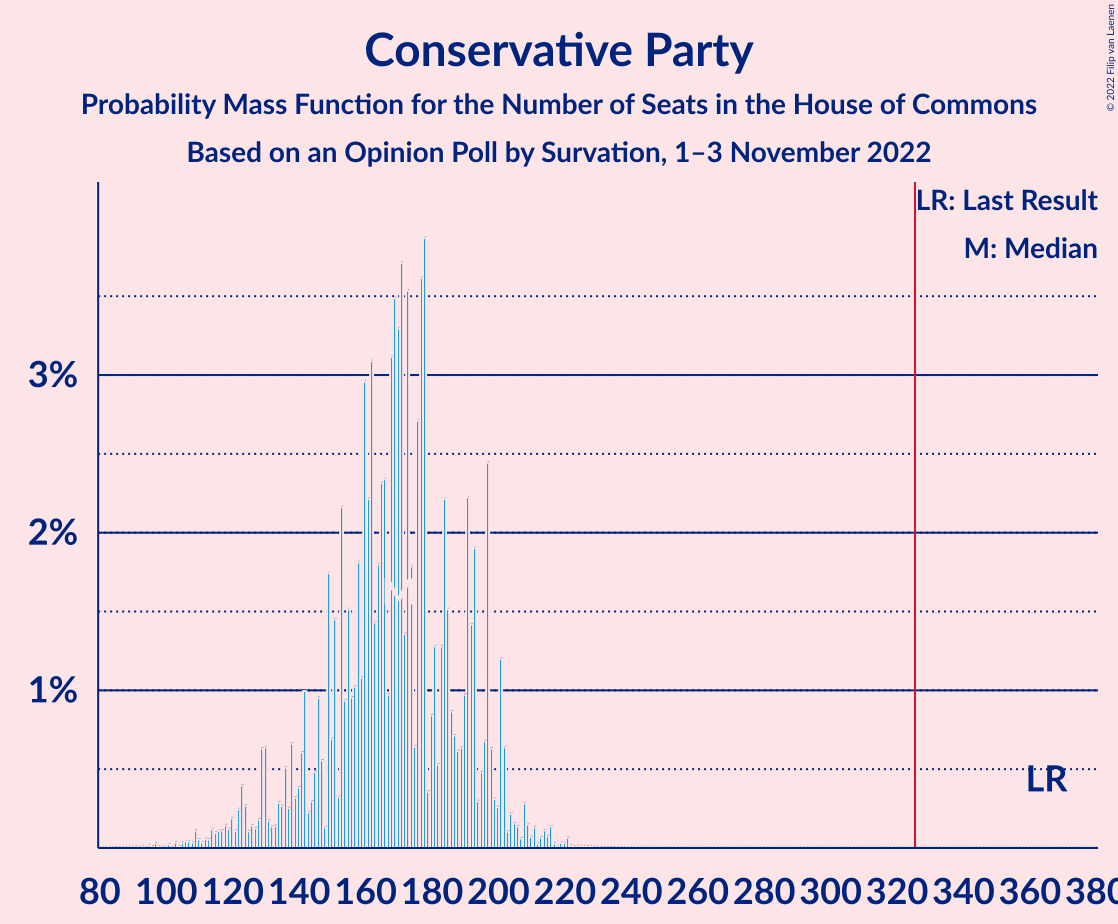 Conservative Party
Probability Mass Function for the Number of Seats in the House of Commons
Based on an Opinion Poll by Survation, 1–3 November 2022
© 2022 Filip van Laenen
LR: Last Result
M: Median
3%
2%
1%
LR
80 100 120 140 160 180 200 220 240 260 280 300 320 340 360 380